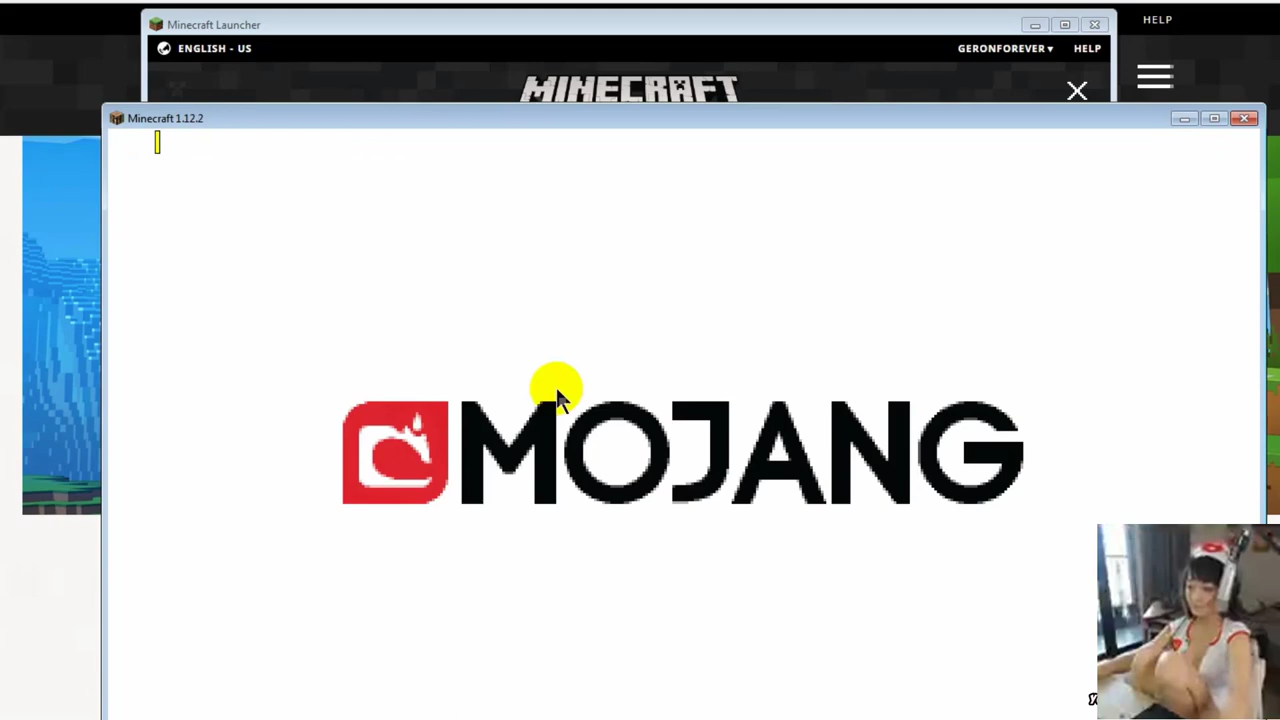 Minecraft Launcher
HELP
ENGLISH - US
GERONFOREVER
HELP
MINECRAFT
Minecraft 1.12.2
MOJANG